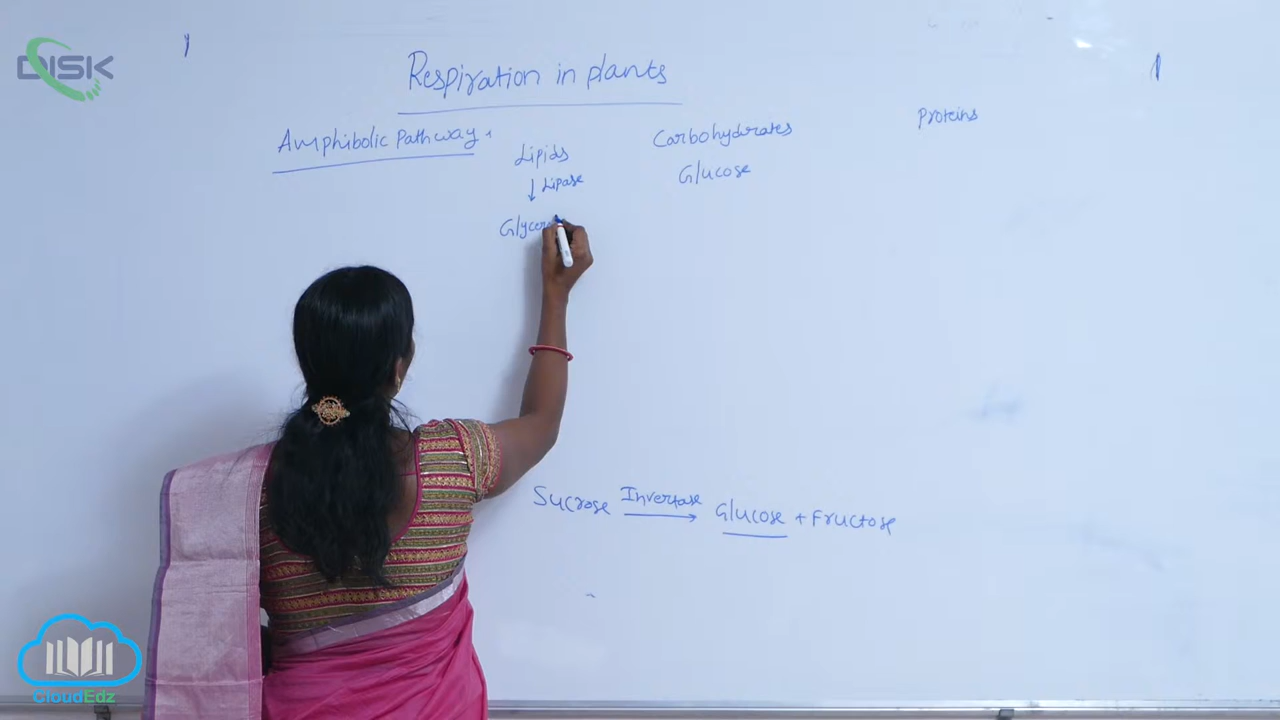 DISK
Respiration in plants
Amphibolic Pathway
Lipids
Carbohydrates
Proteins
Lipase
Glucose
Sucrose Invertase Glucose + Fructose
CloudEdz